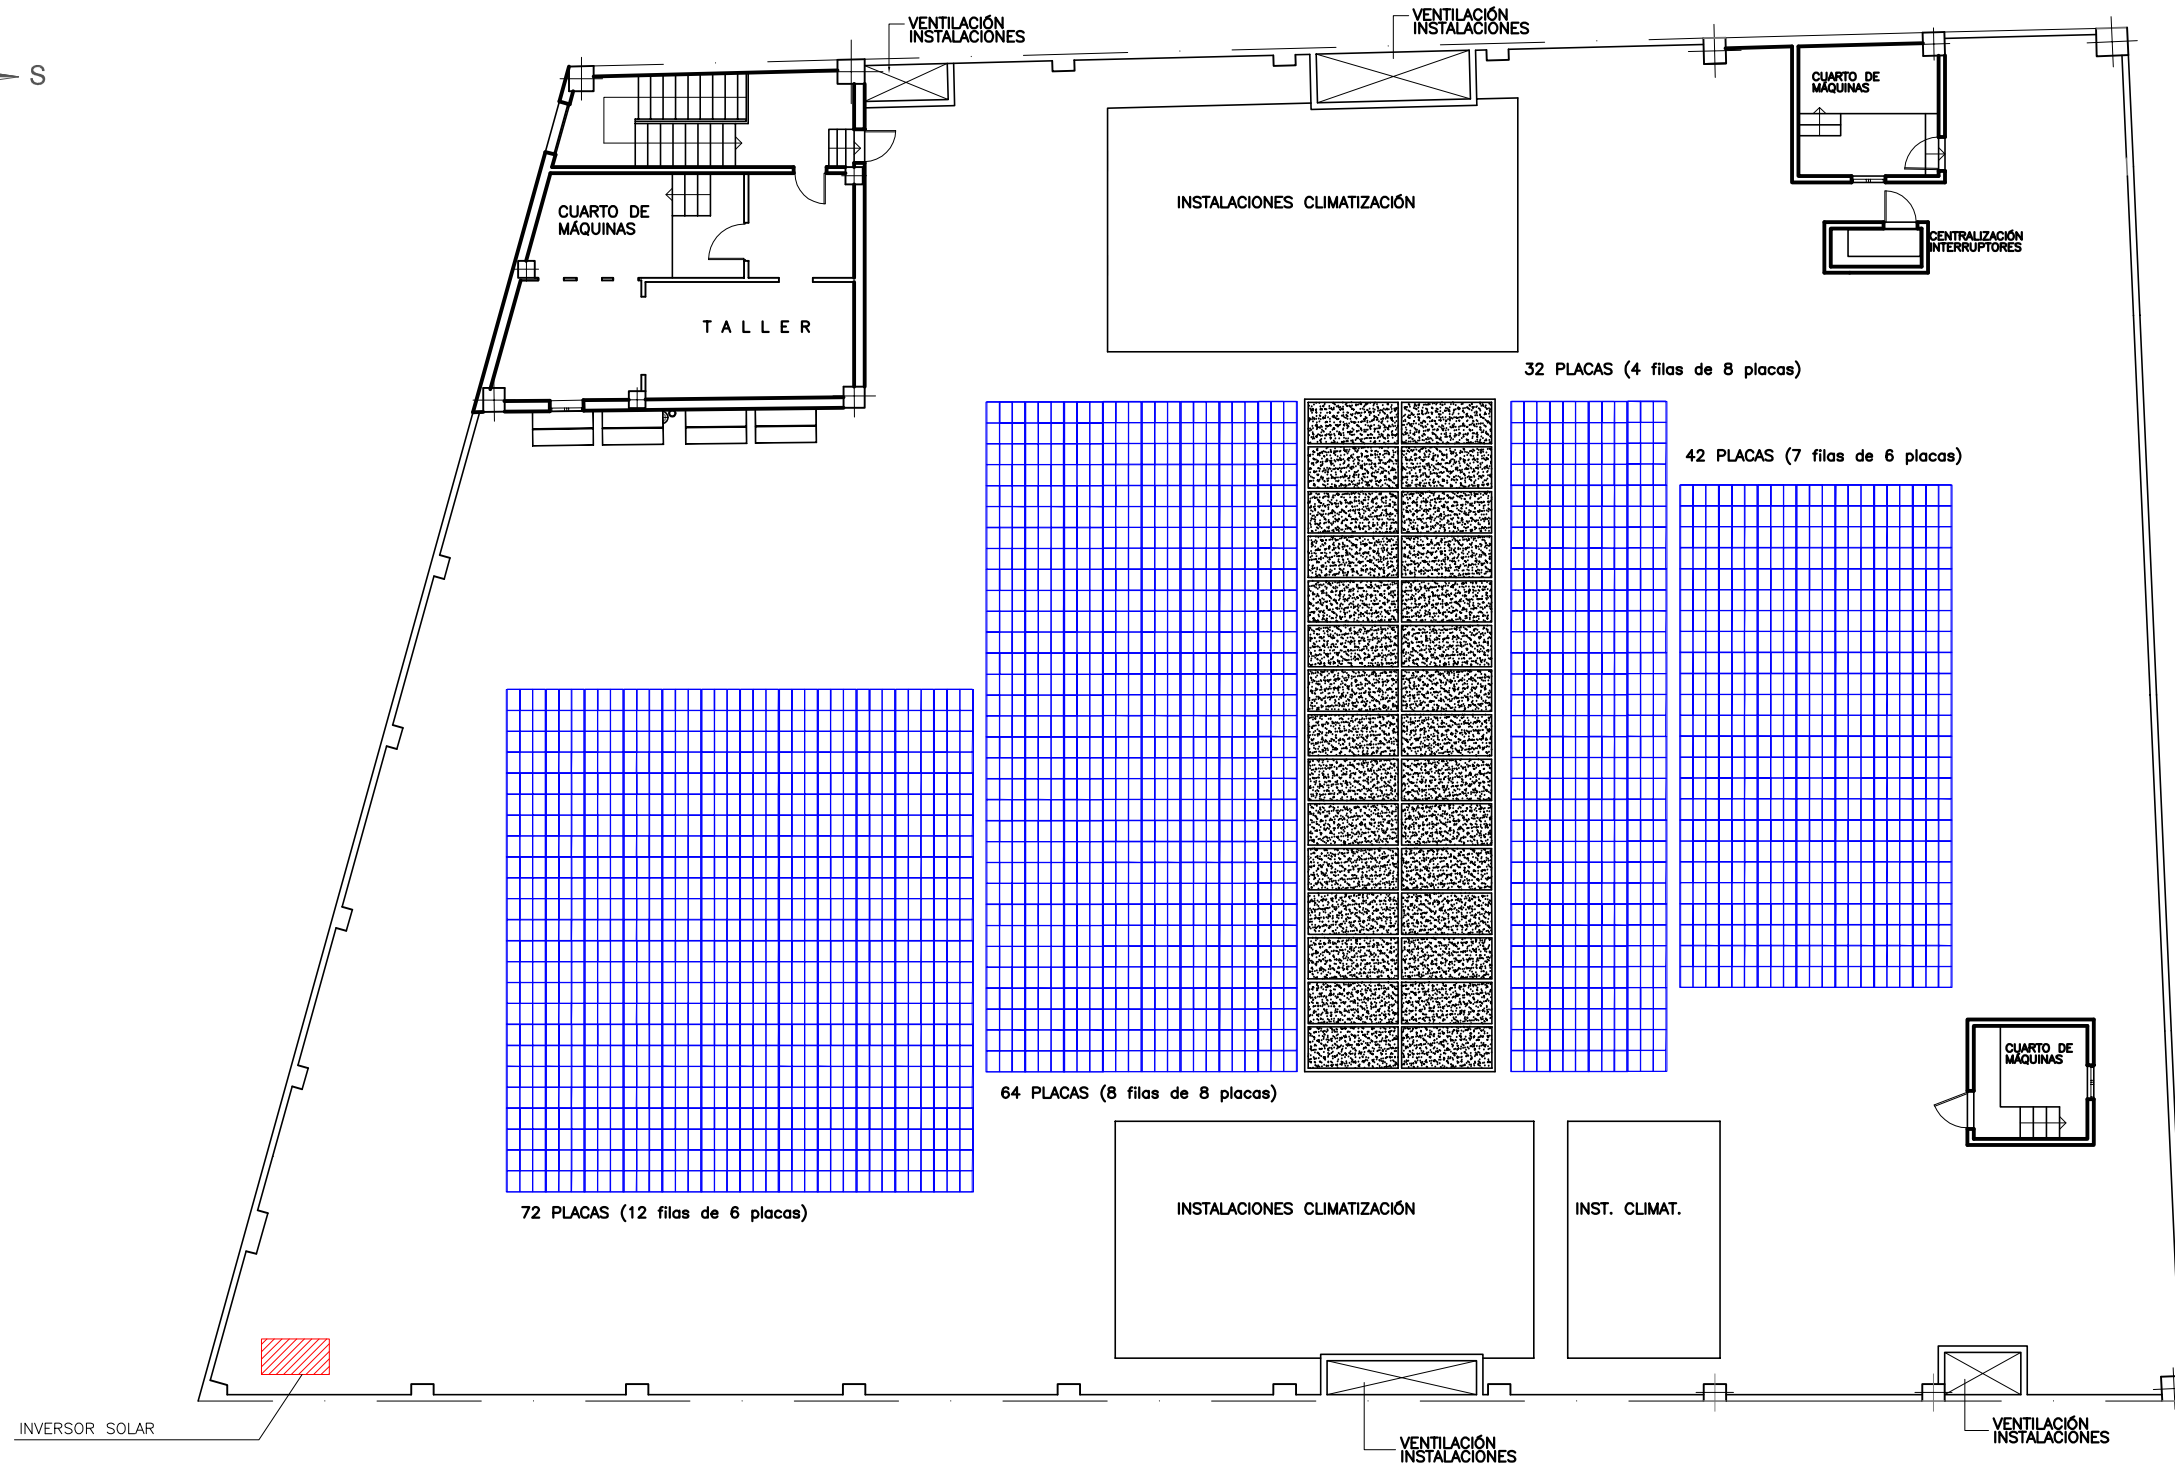 VENTILACIÓN
INSTALACIONES
VENTILACIÓN
INSTALACIONES
S
CUARTO DE
MÁQUINAS
INSTALACIONES CLIMATIZACIÓN
CUARTO DE
MÁQUINAS
CENTRALIZACIÓN
INTERRUPTORES
TALLER
32 PLACAS (4 filas de 8 placas)
42 PLACAS (7 filas de 6 placas)
CUARTO DE
MÁQUINAS
64 PLACAS (8 filas de 8 placas)
72 PLACAS (12 filas de 6 placas)
INSTALACIONES CLIMATIZACIÓN
INST. CLIMAT.
INVERSOR SOLAR
VENTILACIÓN
INSTALACIONES
VENTILACIÓN
INSTALACIONES